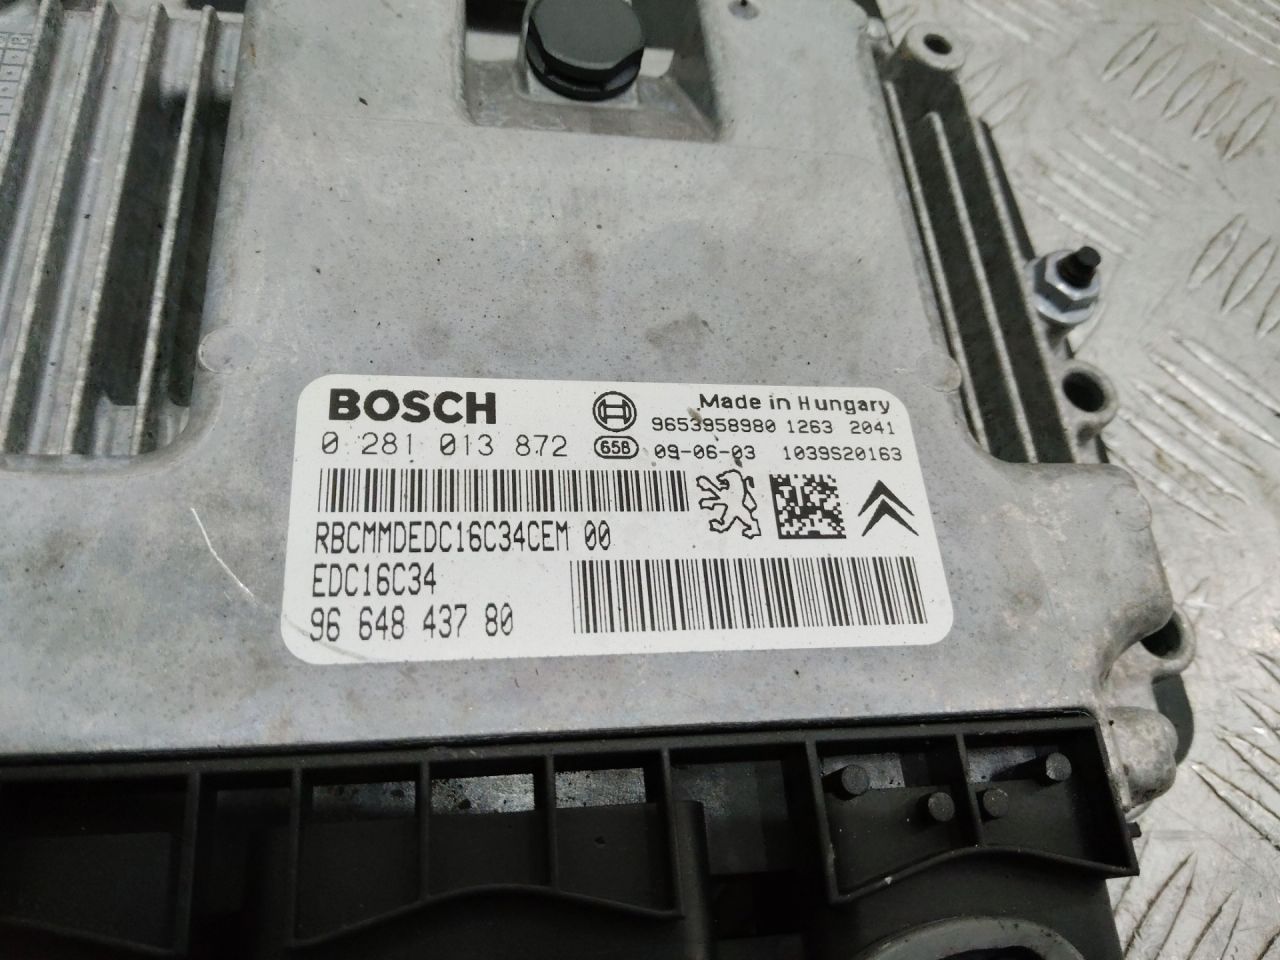 BOSCH
Made in Hungary
9653958980 1263 2041
0 281 013 872 658 09-06-03 1039S20163
RBCMMDEDC16C34CEM 00
EDC16C34
96 648 437 80